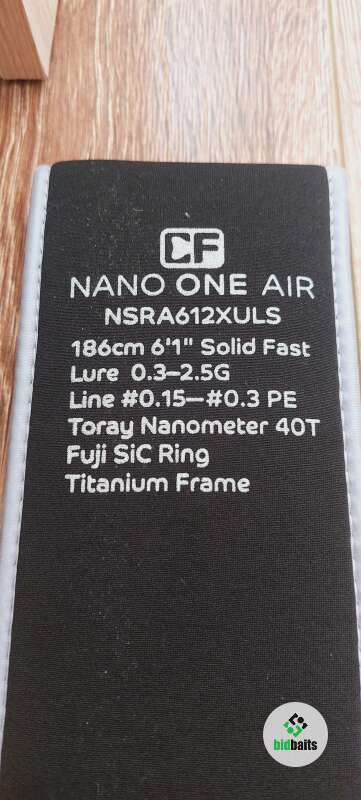 CF
NANO ONE AIR
NSRA612XULS
186cm 6'1" Solid Fast
Lure 0.3–2.5G
Line #0.15—#0.3 PE
Toray Nanometer 40T
Fuji SiC Ring
Titanium Frame
bidbaits